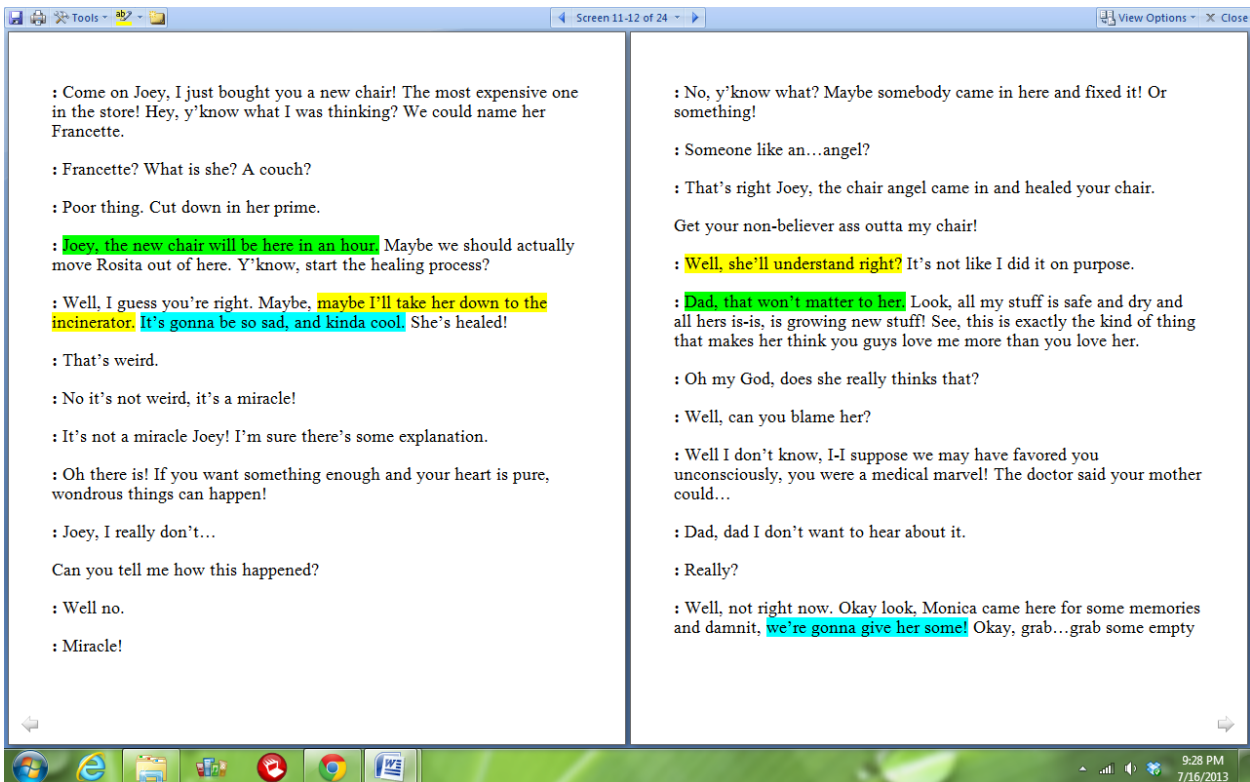 Tools
Screen 11-12 of 24
View Options
X Close
: Come on Joey, I just bought you a new chair! The most expensive one
in the store! Hey, y’know what I was thinking? We could name her
Francette.
: Francette? What is she? A couch?
: Poor thing. Cut down in her prime.
: Joey, the new chair will be here in an hour. Maybe we should actually
move Rosita out of here. Y’know, start the healing process?
: Well, I guess you’re right. Maybe, maybe I’ll take her down to the
incinerator. It’s gonna be so sad, and kinda cool. She’s healed!
: That’s weird.
: No it’s not weird, it’s a miracle!
: It’s not a miracle Joey! I’m sure there’s some explanation.
: Oh there is! If you want something enough and your heart is pure,
wondrous things can happen!
: Joey, I really don’t…
Can you tell me how this happened?
: Well no.
: Miracle!
: No, y’know what? Maybe somebody came in here and fixed it! Or
something!
: Someone like an…angel?
: That’s right Joey, the chair angel came in and healed your chair.
Get your non-believer ass outta my chair!
: Well, she’ll understand right? It’s not like I did it on purpose.
: Dad, that won’t matter to her. Look, all my stuff is safe and dry and
all hers is-is, is growing new stuff! See, this is exactly the kind of thing
that makes her think you guys love me more than you love her.
: Oh my God, does she really thinks that?
: Well, can you blame her?
: Well I don’t know, I-I suppose we may have favored you
unconsciously, you were a medical marvel! The doctor said your mother
could…
: Dad, dad I don’t want to hear about it.
: Really?
: Well, not right now. Okay look, Monica came here for some memories
and damnit, we’re gonna give her some! Okay, grab…grab some empty
9:28 PM
7/16/2013